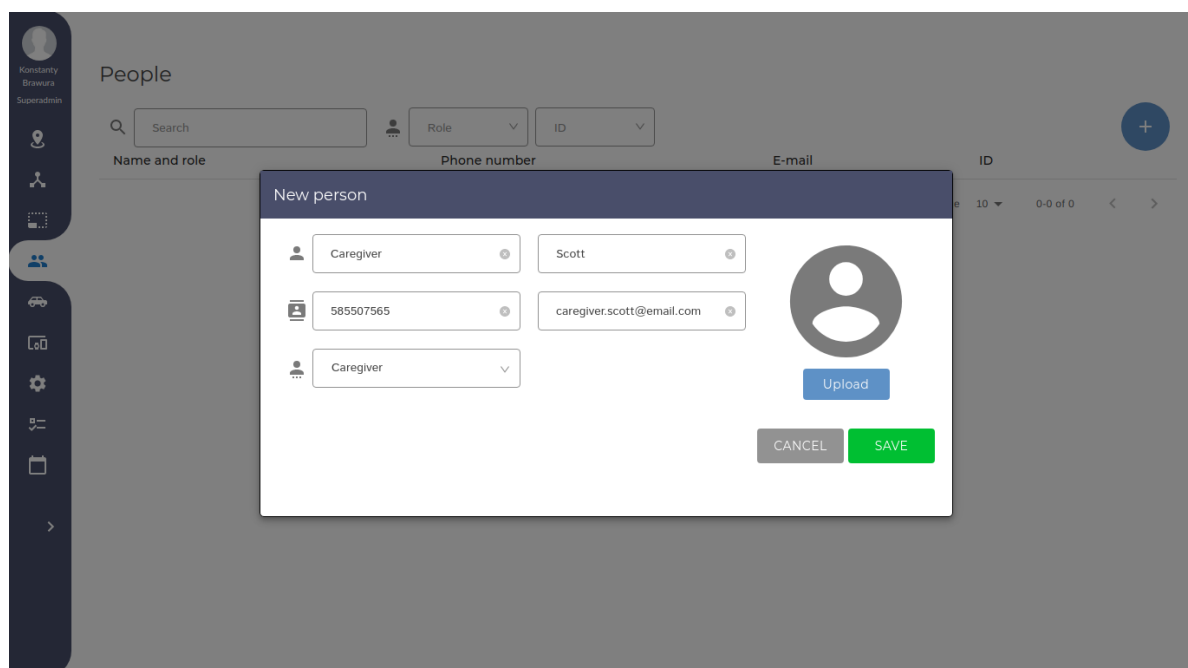 Konstanty
Brawura
Superadmin
People
Search
Role
ID
Name and role
Phone number
E-mail
ID
10
0-0 of 0
New person
Caregiver
Scott
585507565
caregiver.scott@email.com
Caregiver
Upload
CANCEL
SAVE